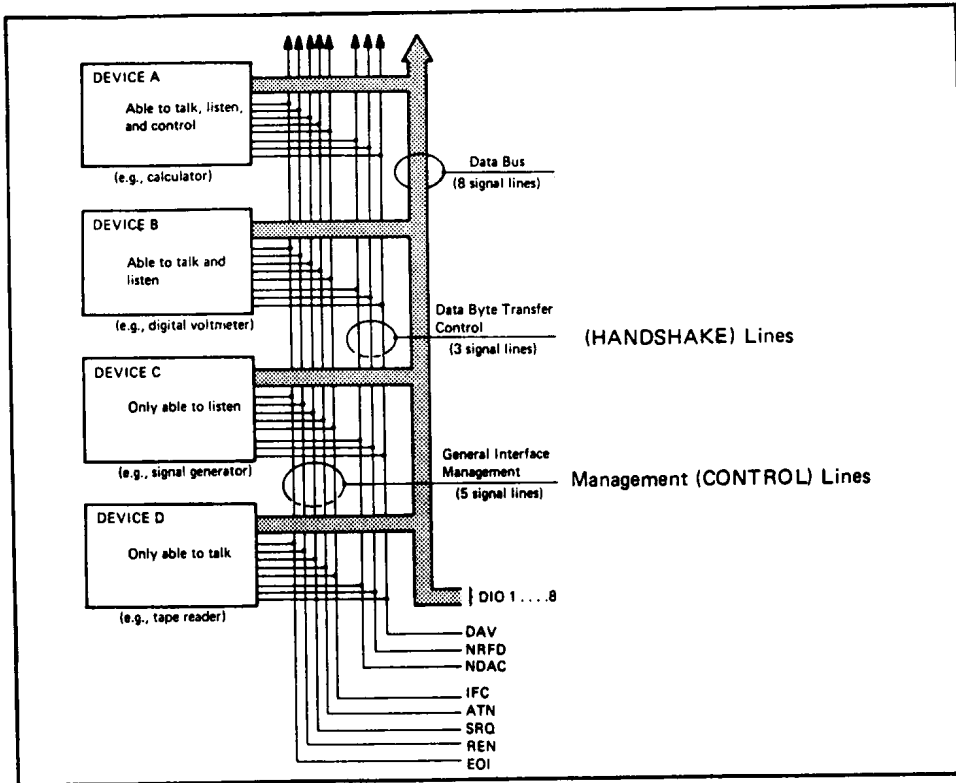 DEVICE A
Able to talk, listen,
and control
(e.g., calculator)
Data Bus
(8 signal lines)
DEVICE B
Able to talk and
listen
(e.g., digital voltmeter)
Data Byte Transfer
Control
(3 signal lines)
(HANDSHAKE) Lines
DEVICE C
Only able to listen
(e.g., signal generator)
General Interface
Management
(5 signal lines)
Management (CONTROL) Lines
DEVICE D
Only able to talk
(e.g., tape reader)
DIO 1 . . . . 8
DAV
NRFD
NDAC
IFC
ATN
SRQ
REN
EOI